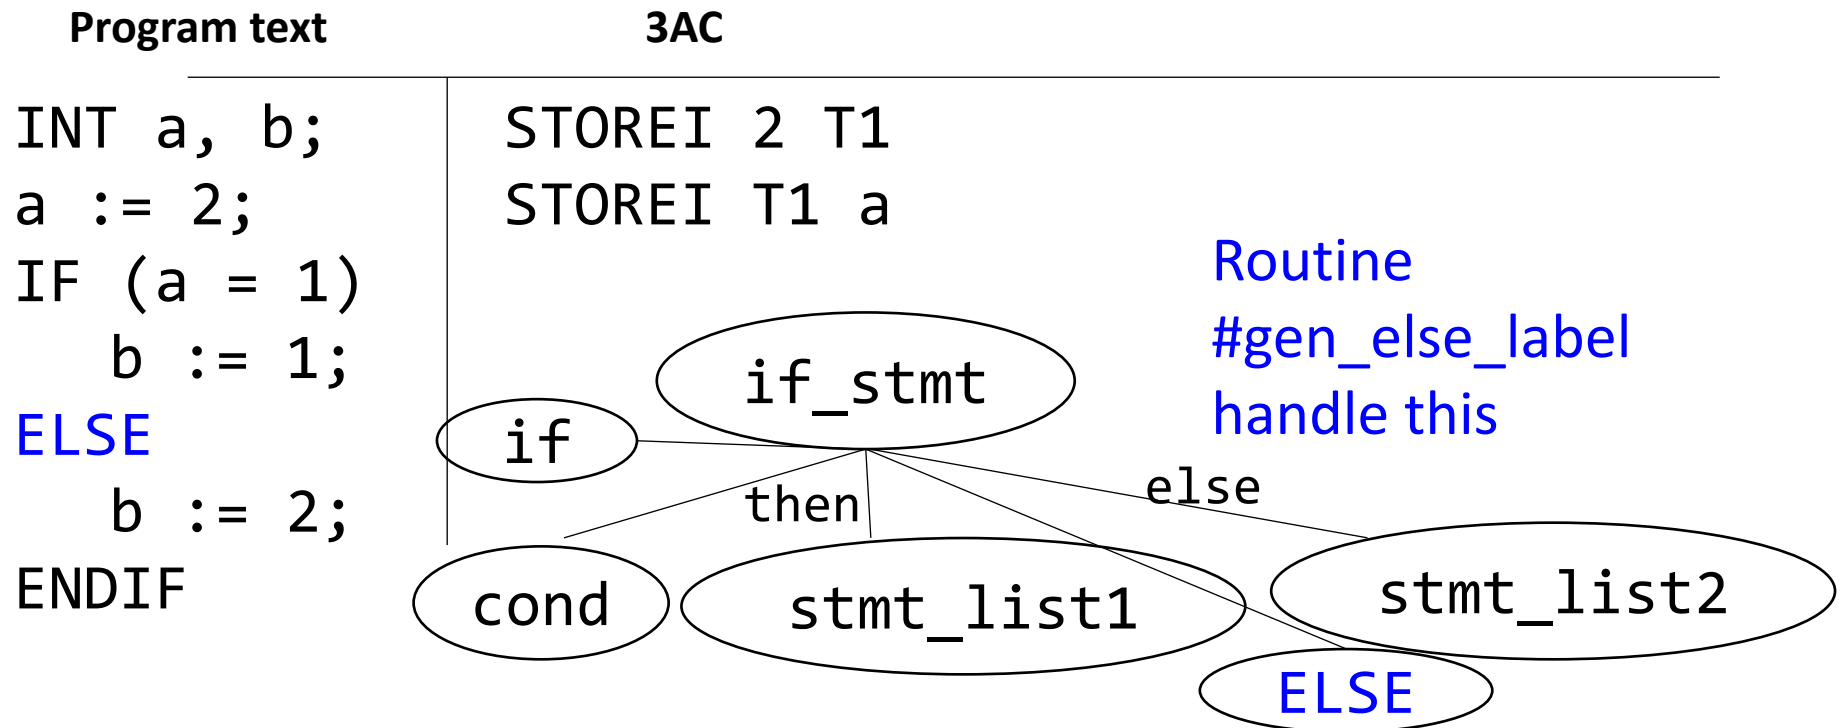 Program text
3AC
INT a, b;
a := 2;
IF (a = 1)
b := 1;
ELSE
b := 2;
ENDIF
STOREI 2 T1
STOREI T1 a
Routine
#gen_else_label
handle this
if_stmt
if
then
else
cond
stmt_list1
stmt_list2
ELSE